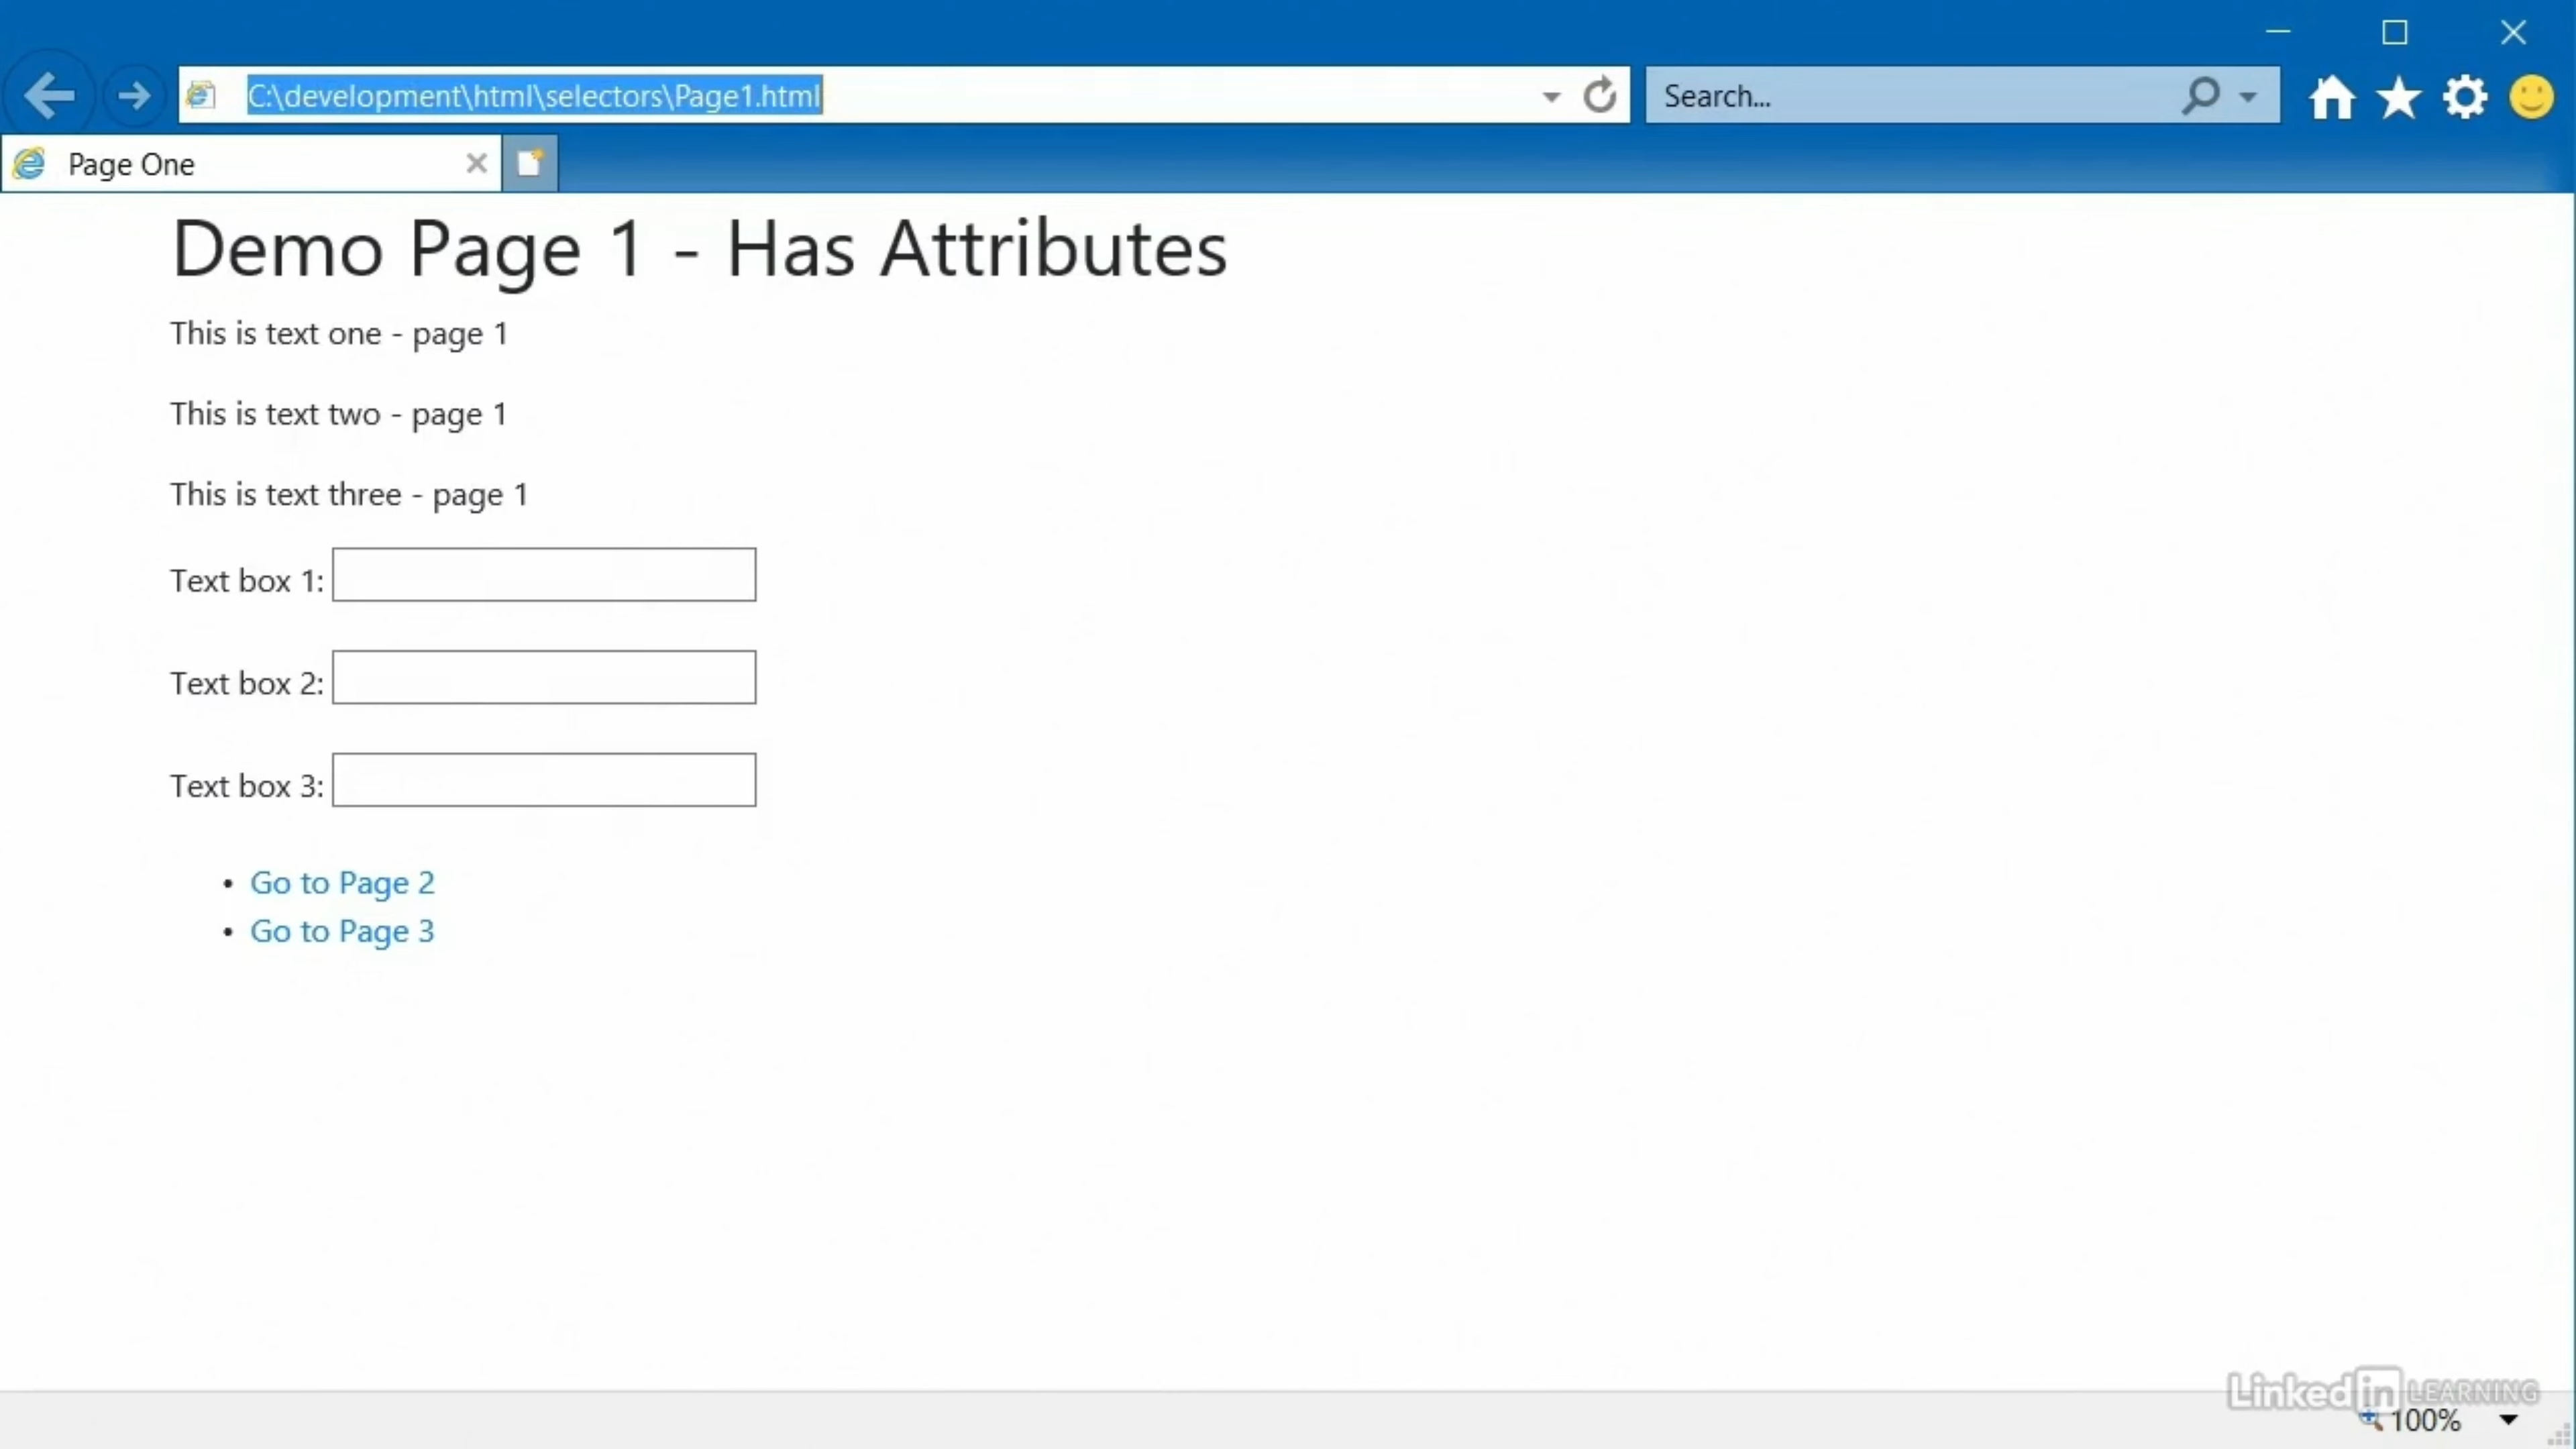 C:\development\html\selectors\Page1.html
Search...
Page One
Demo Page 1 - Has Attributes
This is text one - page 1
This is text two - page 1
This is text three - page 1
Text box 1:
Text box 2:
Text box 3:
• Go to Page 2
• Go to Page 3
Linked in LEARNING
100%